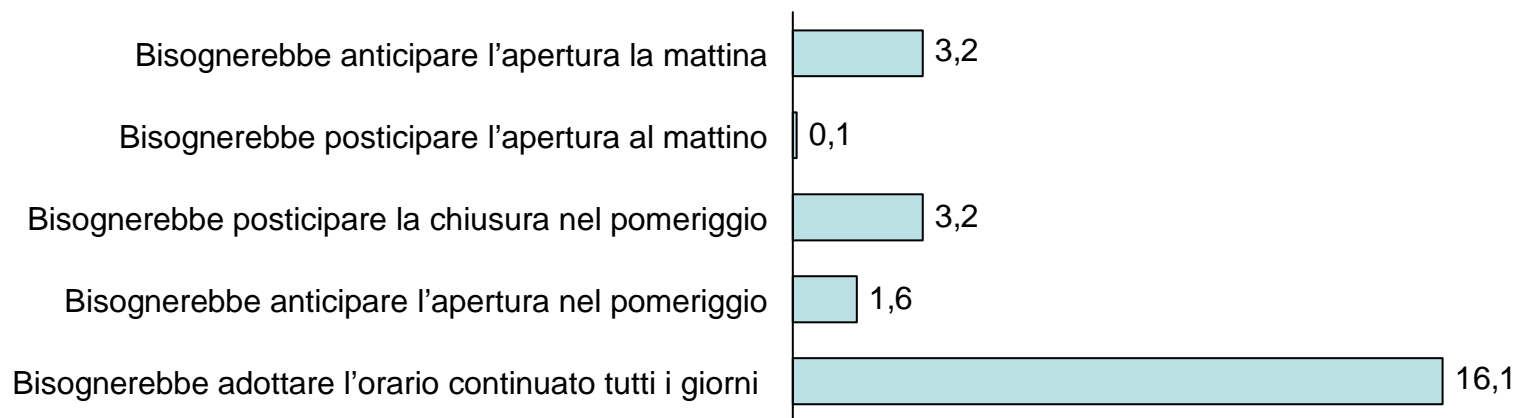 Bisognerebbe anticipare l’apertura la mattina 3,2
Bisognerebbe posticipare l’apertura al mattino 0,1
Bisognerebbe posticipare la chiusura nel pomeriggio 3,2
Bisognerebbe anticipare l’apertura nel pomeriggio 1,6
Bisognerebbe adottare l’orario continuato tutti i giorni 16,1